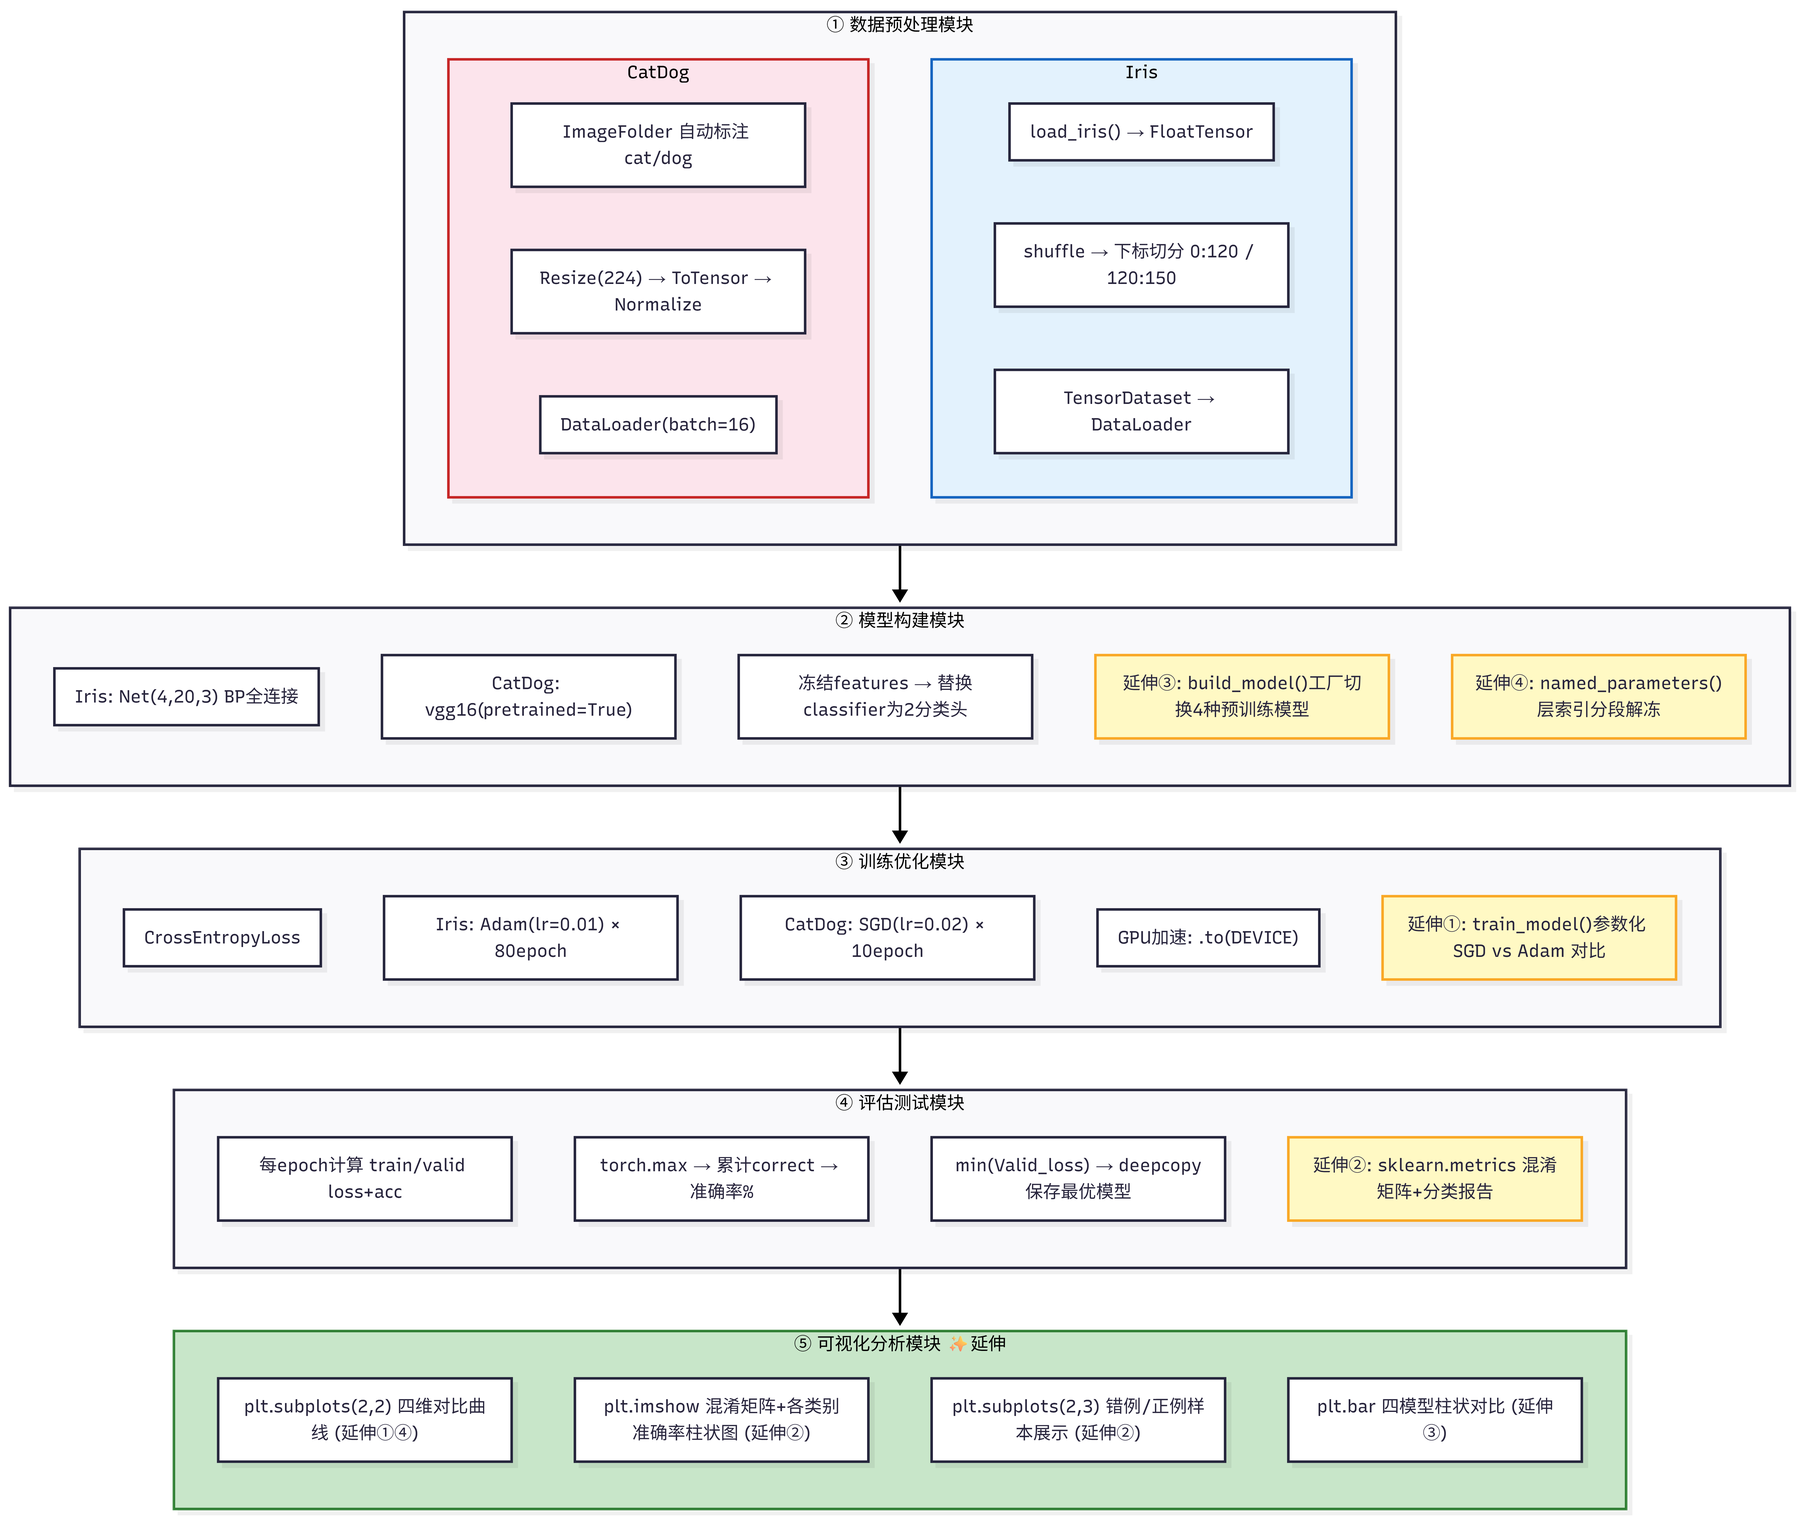 ① 数据预处理模块
CatDog
ImageFolder 自动标注
cat/dog
Resize(224) → ToTensor →
Normalize
DataLoader(batch=16)
Iris
load_iris() → FloatTensor
shuffle → 下标切分 0:120 /
120:150
TensorDataset →
DataLoader
② 模型构建模块
Iris: Net(4,20,3) BP全连接
CatDog:
vgg16(pretrained=True)
冻结features → 替换
classifier为2分类头
延伸③: build_model()工厂切
换4种预训练模型
延伸④: named_parameters()
层索引分段解冻
③ 训练优化模块
CrossEntropyLoss
Iris: Adam(lr=0.01) ×
80epoch
CatDog: SGD(lr=0.02) ×
10epoch
GPU加速: .to(DEVICE)
延伸①: train_model()参数化
SGD vs Adam 对比
④ 评估测试模块
每epoch计算 train/valid
loss+acc
torch.max → 累计correct →
准确率%
min(Valid_loss) → deepcopy
保存最优模型
延伸②: sklearn.metrics 混淆
矩阵+分类报告
⑤ 可视化分析模块 ✨ 延伸
plt.subplots(2,2) 四维对比曲
线 (延伸①④)
plt.imshow 混淆矩阵+各类别
准确率柱状图 (延伸②)
plt.subplots(2,3) 错例/正例样
本展示 (延伸②)
plt.bar 四模型柱状对比 (延伸
③)